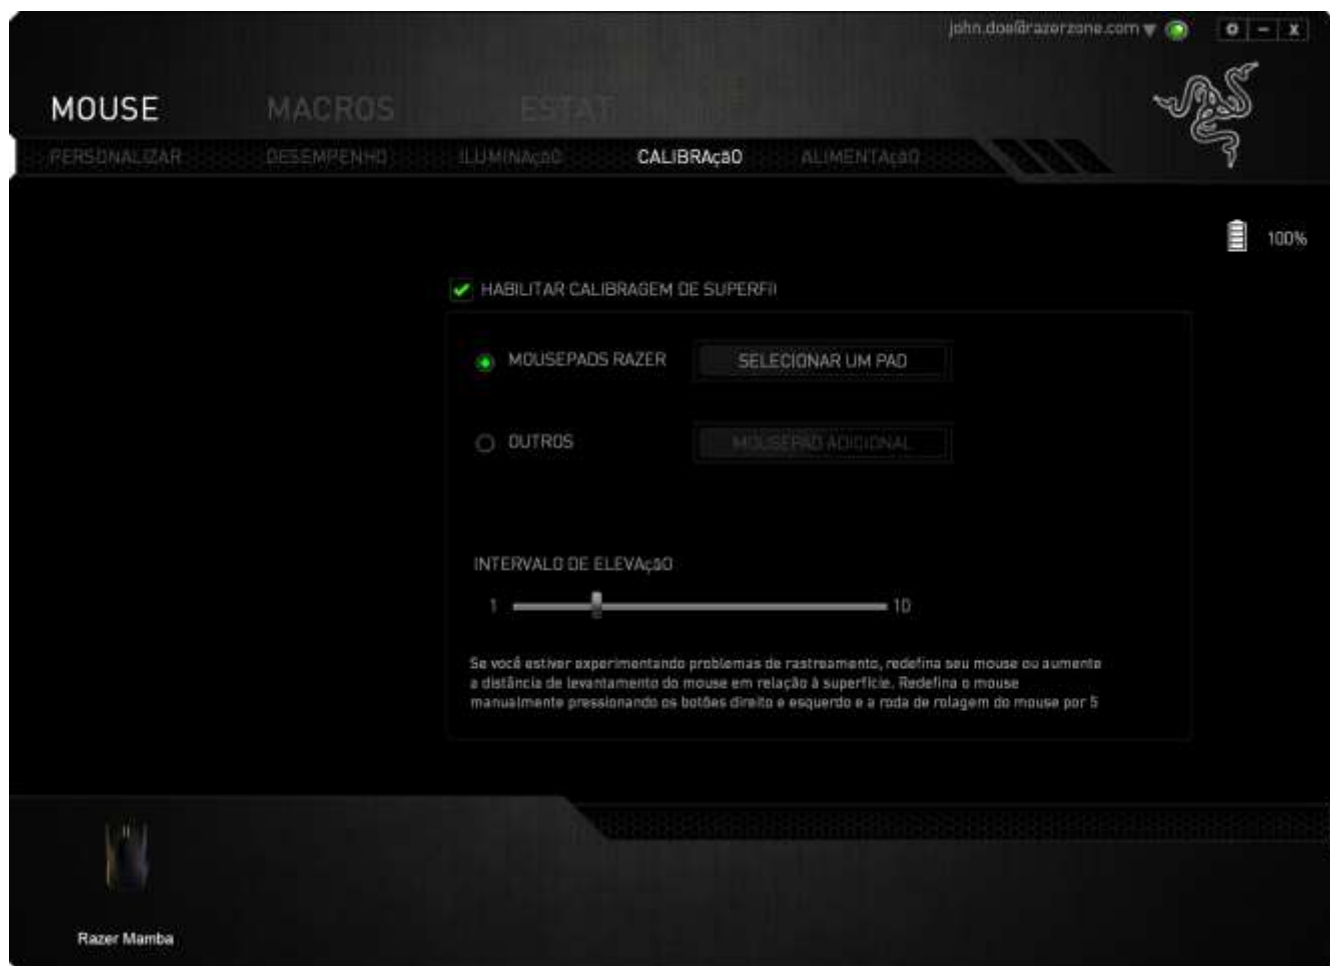 john.doe@razerzone.com
MOUSE MACROS ESTAT
PERSONALIZAR DESEMPENHO ILUMINAçãO CALIBRAçãO ALIMENTAçãO
100%
HABILITAR CALIBRAGEM DE SUPERFI
MOUSEPADS RAZER SELECIONAR UM PAD
OUTROS MOUSEPAD ADICIONAL
INTERVALO DE ELEVAçãO
1 10
Se você estiver experimentando problemas de rastreamento, redefina seu mouse ou aumente
a distância de levantamento do mouse em relação à superfície. Redefina o mouse
manualmente pressionando os botões direito e esquerdo e a roda de rolagem do mouse por 5
Razer Mamba